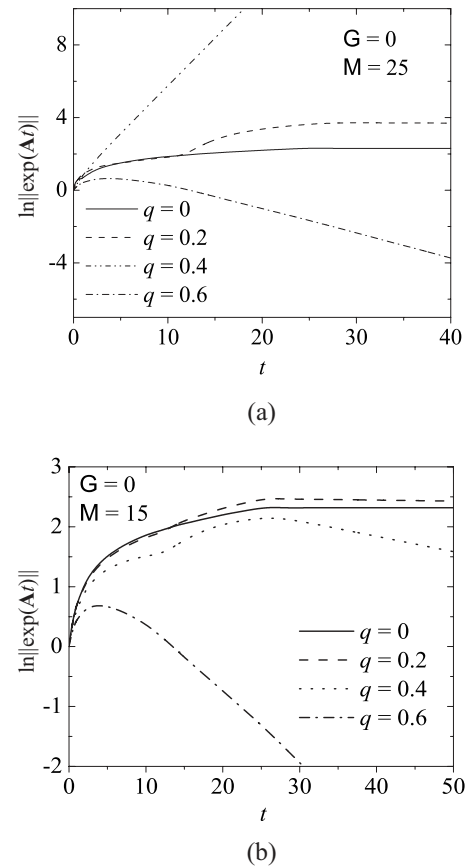 8
4
0
-4
ln||exp(At)||
G = 0
M = 25
q = 0
q = 0.2
q = 0.4
q = 0.6
0 10 20 30 40
t
(a)
3
2
1
0
-1
-2
ln||exp(At)||
G = 0
M = 15
q = 0
q = 0.2
q = 0.4
q = 0.6
0 10 20 30 40 50
t
(b)